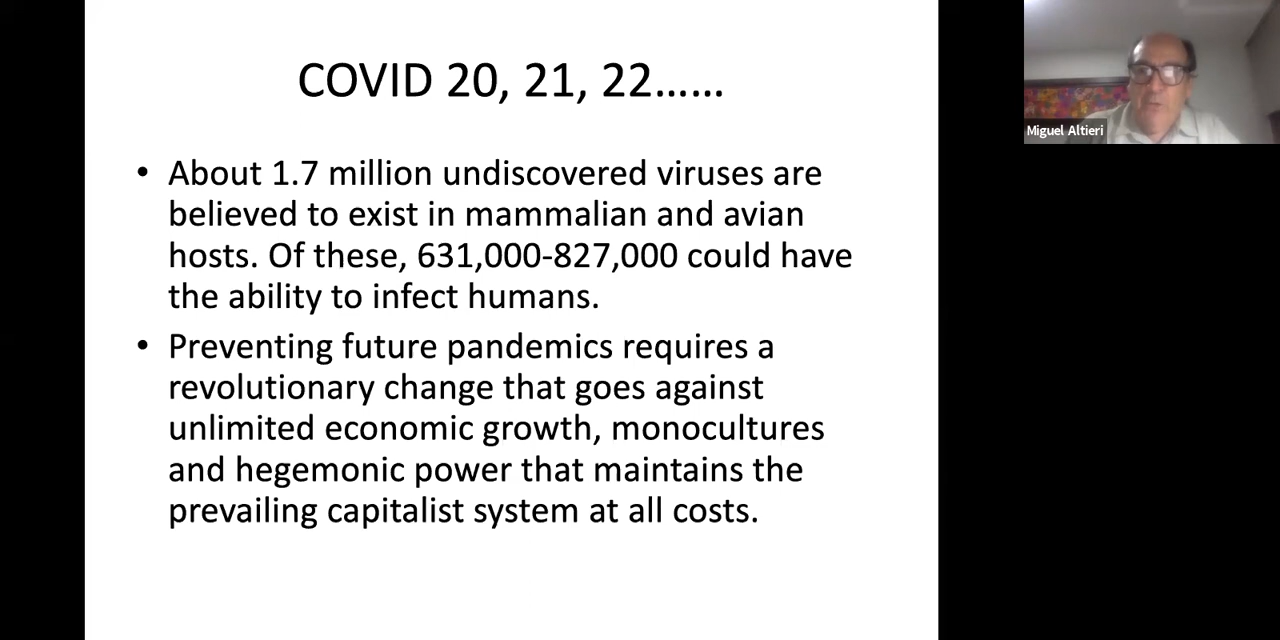 COVID 20, 21, 22……
Miguel Altieri
• About 1.7 million undiscovered viruses are
believed to exist in mammalian and avian
hosts. Of these, 631,000-827,000 could have
the ability to infect humans.
• Preventing future pandemics requires a
revolutionary change that goes against
unlimited economic growth, monocultures
and hegemonic power that maintains the
prevailing capitalist system at all costs.